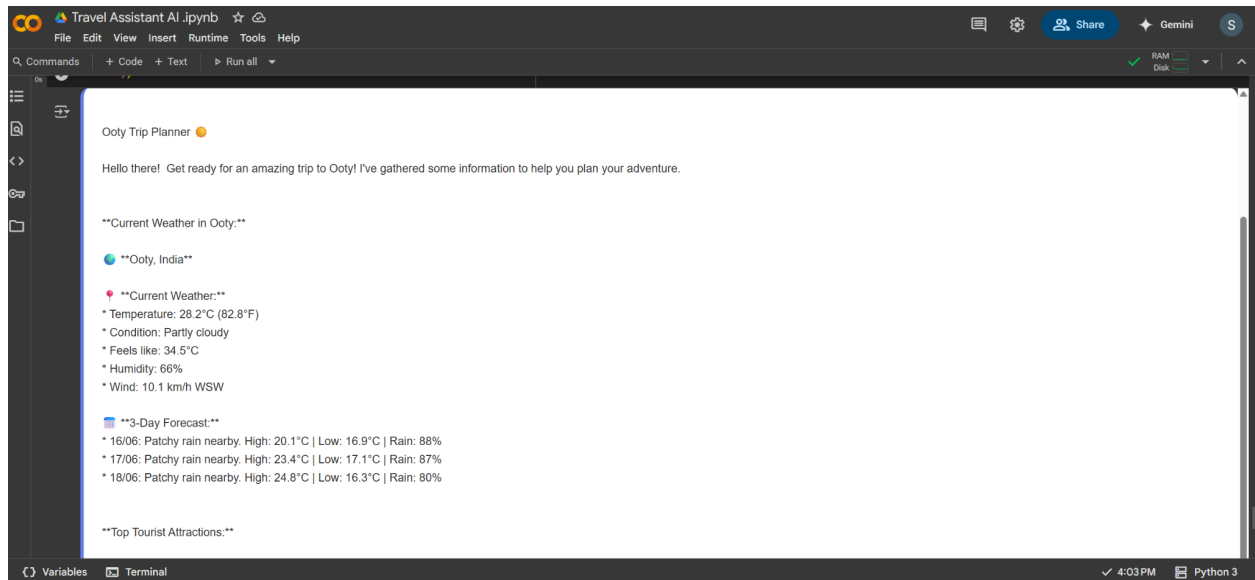 Travel Assistant AI .ipynb
File Edit View Insert Runtime Tools Help
Share
Gemini
S
Commands + Code + Text Run all
RAM
Disk
0s
Ooty Trip Planner
Hello there! Get ready for an amazing trip to Ooty! I've gathered some information to help you plan your adventure.
**Current Weather in Ooty:**
**Ooty, India**
**Current Weather:**
* Temperature: 28.2°C (82.8°F)
* Condition: Partly cloudy
* Feels like: 34.5°C
* Humidity: 66%
* Wind: 10.1 km/h WSW
**3-Day Forecast:**
* 16/06: Patchy rain nearby. High: 20.1°C | Low: 16.9°C | Rain: 88%
* 17/06: Patchy rain nearby. High: 23.4°C | Low: 17.1°C | Rain: 87%
* 18/06: Patchy rain nearby. High: 24.8°C | Low: 16.3°C | Rain: 80%
**Top Tourist Attractions:**
Variables Terminal
4:03 PM Python 3